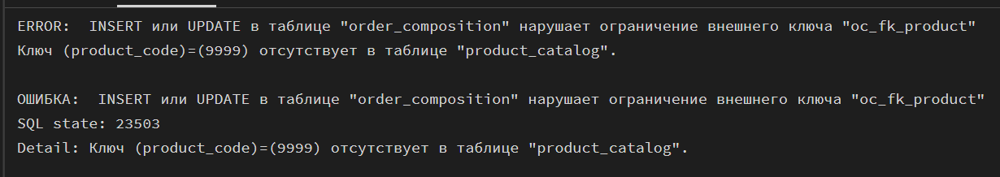 ERROR:  INSERT или UPDATE в таблице "order_composition" нарушает ограничение внешнего ключа "oc_fk_product"
Ключ (product_code)=(9999) отсутствует в таблице "product_catalog".
ОШИБКА:  INSERT или UPDATE в таблице "order_composition" нарушает ограничение внешнего ключа "oc_fk_product"
SQL state: 23503
Detail: Ключ (product_code)=(9999) отсутствует в таблице "product_catalog".